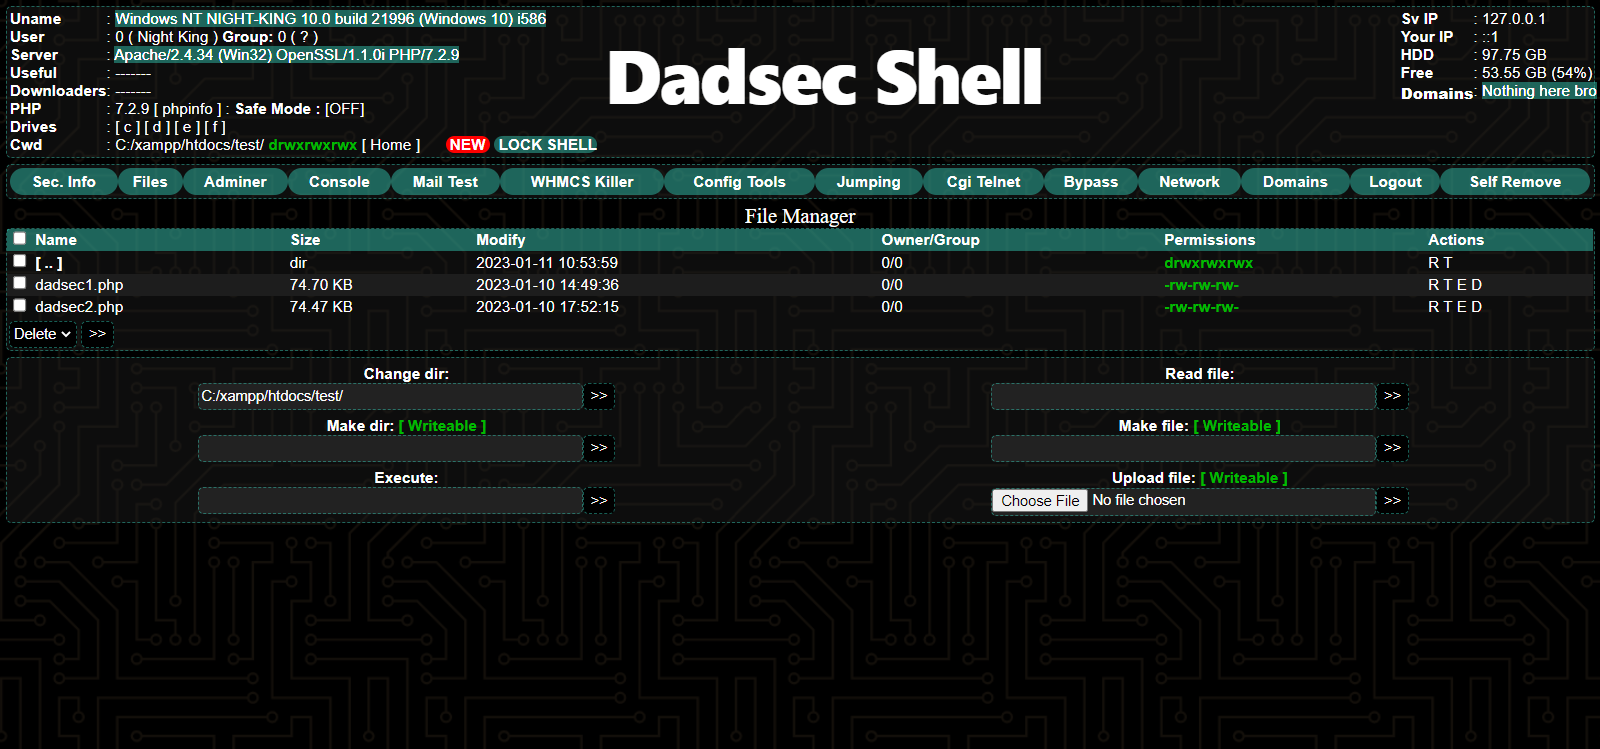 Uname : Windows NT NIGHT-KING 10.0 build 21996 (Windows 10) i586
User : 0 ( Night King ) Group: 0 ( ? )
Server : Apache/2.4.34 (Win32) OpenSSL/1.1.0i PHP/7.2.9
Useful : -------
Downloaders: -------
PHP : 7.2.9 [ phpinfo ] : Safe Mode : [OFF]
Drives : [ c ] [ d ] [ e ] [ f ]
Cwd : C:/xampp/htdocs/test/ drwxrwxrwx [ Home ] NEW LOCK SHELL
Dadsec Shell
Sv IP : 127.0.0.1
Your IP : ::1
HDD : 97.75 GB
Free : 53.55 GB (54%)
Domains: Nothing here bro
Sec. Info Files Adminer Console Mail Test WHMCS Killer Config Tools Jumping Cgi Telnet Bypass Network Domains Logout Self Remove
File Manager
Name Size Modify Owner/Group Permissions Actions
[ .. ] dir 2023-01-11 10:53:59 0/0 drwxrwxrwx R T
dadsec1.php 74.70 KB 2023-01-10 14:49:36 0/0 -rw-rw-rw- R T E D
dadsec2.php 74.47 KB 2023-01-10 17:52:15 0/0 -rw-rw-rw- R T E D
Delete >>
Change dir:
C:/xampp/htdocs/test/ >>
Read file:
>>
Make dir: [ Writeable ]
>>
Make file: [ Writeable ]
>>
Execute:
>>
Upload file: [ Writeable ]
Choose File No file chosen >>